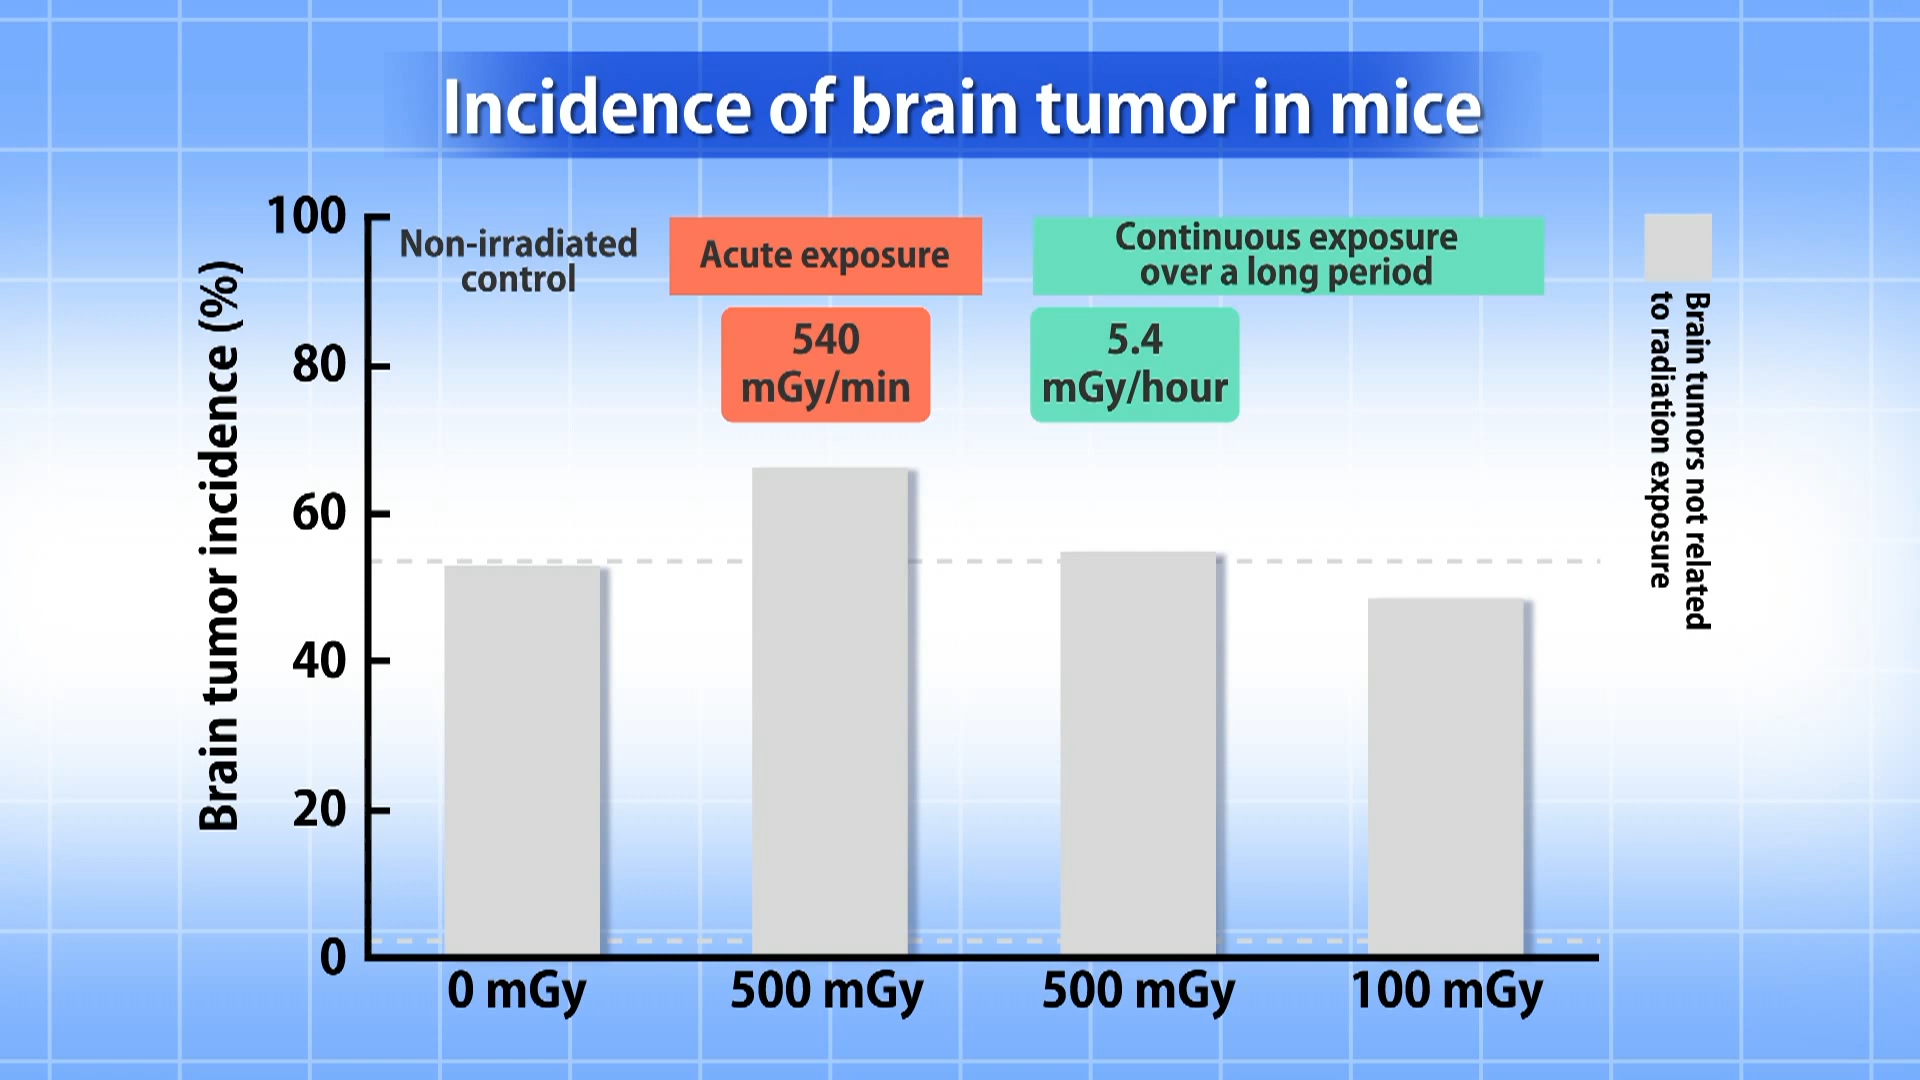 Incidence of brain tumor in mice
Brain tumor incidence (%)
100
80
60
40
20
0
Non-irradiated
control
Acute exposure
540
mGy/min
Continuous exposure
over a long period
5.4
mGy/hour
Brain tumors not related
to radiation exposure
0 mGy
500 mGy
500 mGy
100 mGy